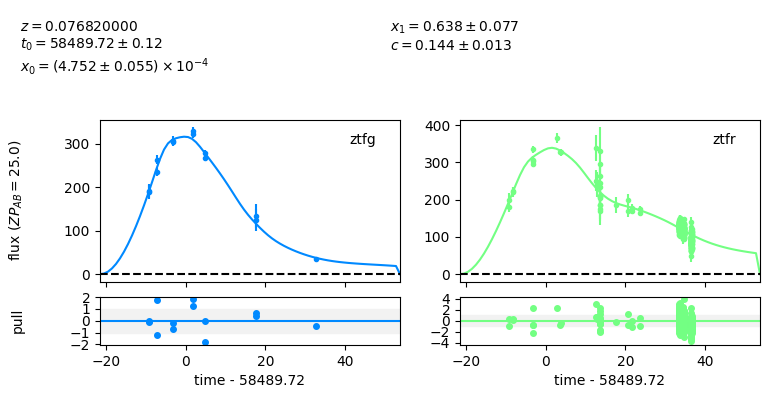 z = 0.076820000
t₀ = 58489.72 ± 0.12
x₀ = (4.752 ± 0.055) × 10⁻⁴
x₁ = 0.638 ± 0.077
c = 0.144 ± 0.013
flux (ZP_AB = 25.0)
300
200
100
0
ztfg
400
300
200
100
0
ztfr
pull
2
1
0
−1
−2
4
2
0
−2
−4
−20 0 20 40
−20 0 20 40
time - 58489.72
time - 58489.72